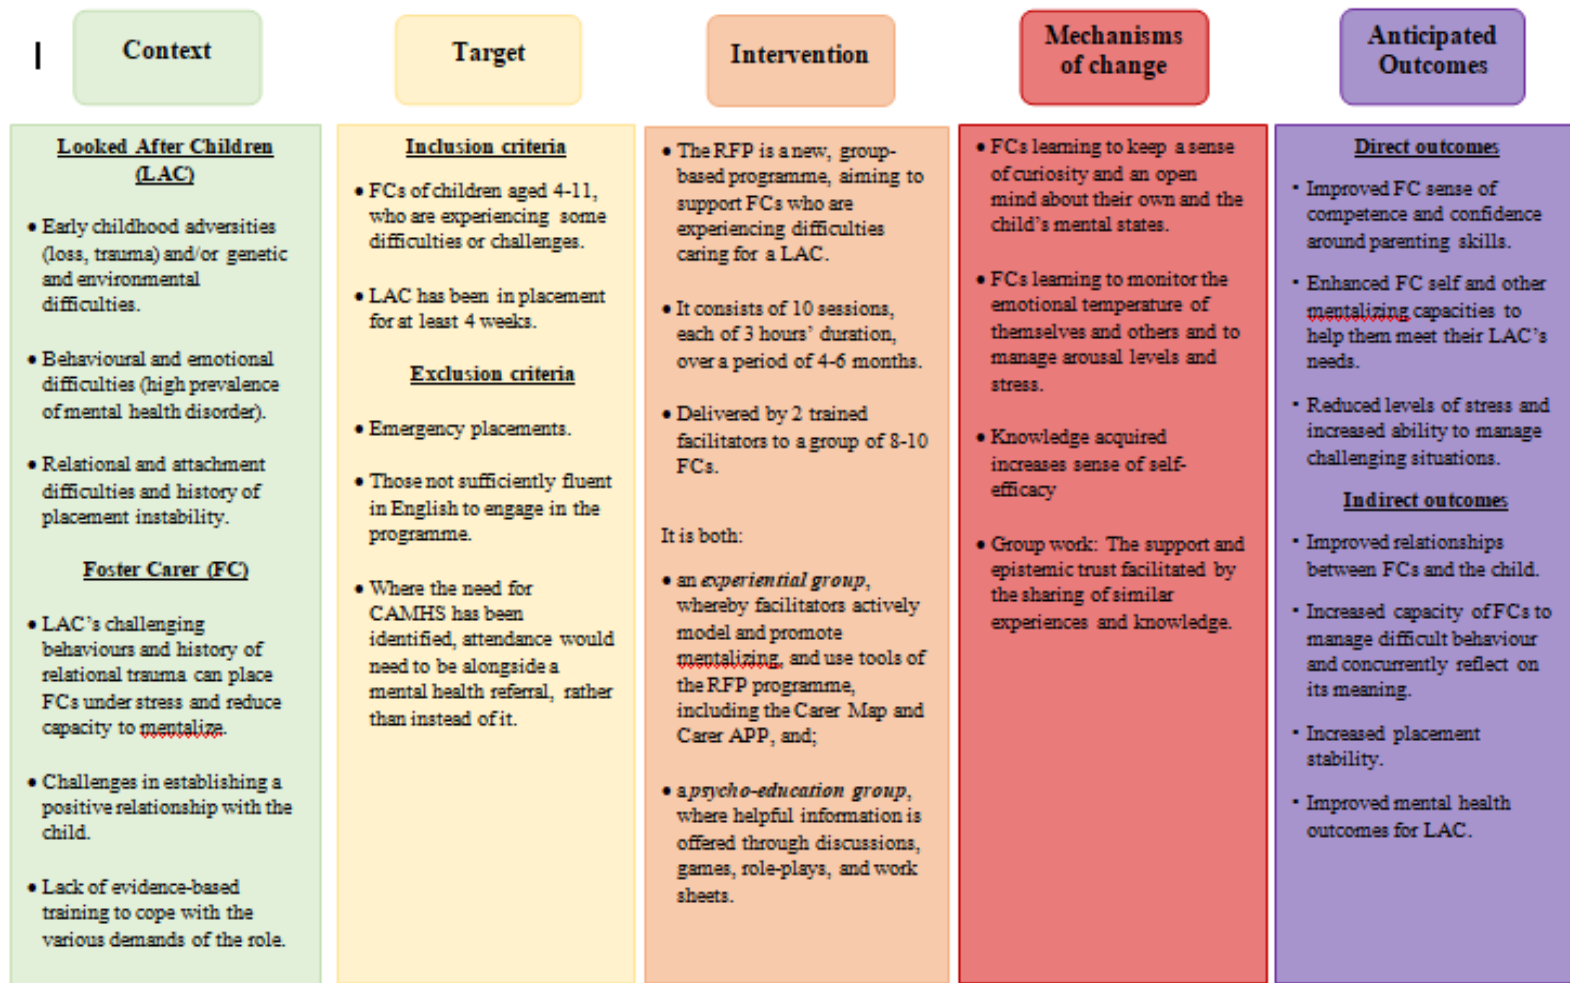 Context
Looked After Children
(LAC)
• Early childhood adversities
(loss, trauma) and/or genetic
and environmental
difficulties.
• Behavioural and emotional
difficulties (high prevalence
of mental health disorder).
• Relational and attachment
difficulties and history of
placement instability.
Foster Carer (FC)
• LAC's challenging
behaviours and history of
relational trauma can place
FCs under stress and reduce
capacity to mentalize.
• Challenges in establishing a
positive relationship with the
child.
• Lack of evidence-based
training to cope with the
various demands of the role.
Target
Inclusion criteria
• FCs of children aged 4-11,
who are experiencing some
difficulties or challenges.
• LAC has been in placement
for at least 4 weeks.
Exclusion criteria
• Emergency placements.
• Those not sufficiently fluent
in English to engage in the
programme.
• Where the need for
CAMHS has been
identified, attendance would
need to be alongside a
mental health referral, rather
than instead of it.
Intervention
• The RFP is a new, group-
based programme, aiming to
support FCs who are
experiencing difficulties
caring for a LAC.
• It consists of 10 sessions,
each of 3 hours' duration,
over a period of 4-6 months.
• Delivered by 2 trained
facilitators to a group of 8-10
FCs.
It is both:
• an experiential group,
whereby facilitators actively
model and promote
mentalizing, and use tools of
the RFP programme,
including the Carer Map and
Carer APP, and;
• a psycho-education group,
where helpful information is
offered through discussions,
games, role-plays, and work
sheets.
Mechanisms
of change
• FCs learning to keep a sense
of curiosity and an open
mind about their own and the
child's mental states.
• FCs learning to monitor the
emotional temperature of
themselves and others and to
manage arousal levels and
stress.
• Knowledge acquired
increases sense of self-
efficacy
• Group work: The support and
epistemic trust facilitated by
the sharing of similar
experiences and knowledge.
Anticipated
Outcomes
Direct outcomes
• Improved FC sense of
competence and confidence
around parenting skills.
• Enhanced FC self and other
mentalizing capacities to
help them meet their LAC's
needs.
• Reduced levels of stress and
increased ability to manage
challenging situations.
Indirect outcomes
• Improved relationships
between FCs and the child.
• Increased capacity of FCs to
manage difficult behaviour
and concurrently reflect on
its meaning.
• Increased placement
stability.
• Improved mental health
outcomes for LAC.